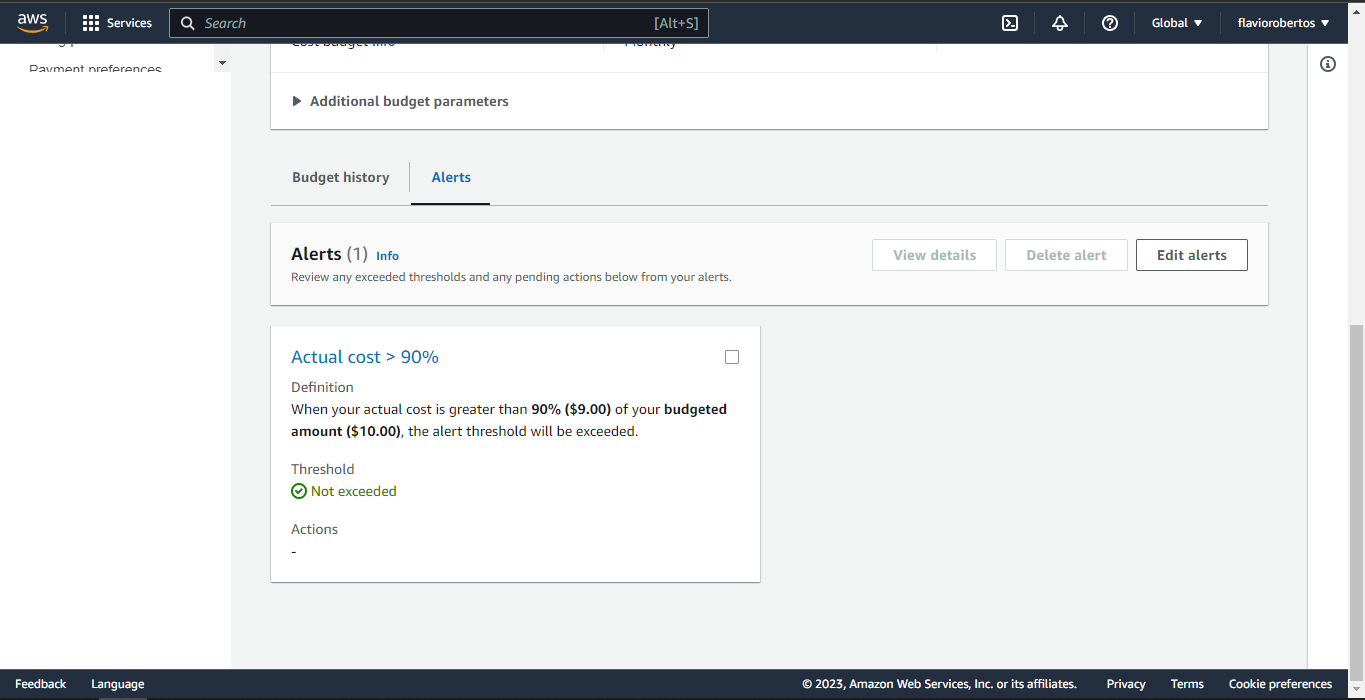 aws
Services
Search
[Alt+S]
Global
flaviorobertos
Payment preferences
Cost budget Info
Monthly
Additional budget parameters
Budget history
Alerts
Alerts (1) Info
Review any exceeded thresholds and any pending actions below from your alerts.
View details
Delete alert
Edit alerts
Actual cost > 90%
Definition
When your actual cost is greater than 90% ($9.00) of your budgeted
amount ($10.00), the alert threshold will be exceeded.
Threshold
Not exceeded
Actions
-
Feedback
Language
© 2023, Amazon Web Services, Inc. or its affiliates.
Privacy
Terms
Cookie preferences